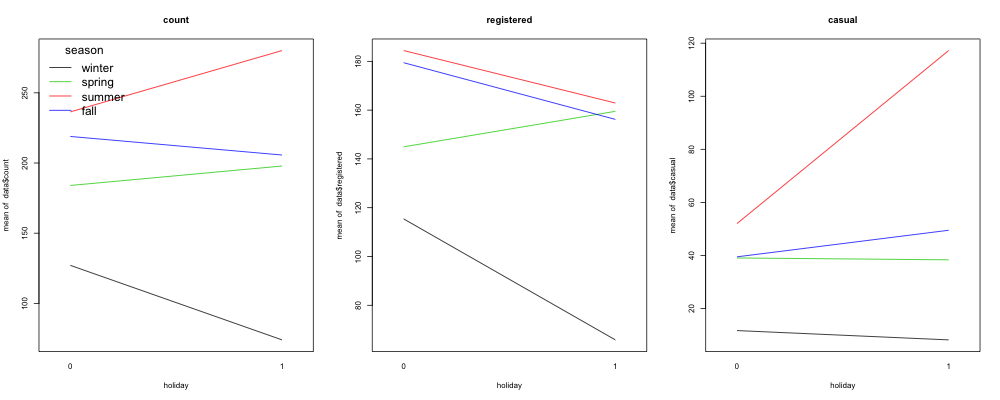 count
season
winter
spring
summer
fall
250
200
150
100
mean of data$count
0 1
holiday
registered
180
160
140
120
100
80
mean of data$registered
0 1
holiday
casual
120
100
80
60
40
20
mean of data$casual
0 1
holiday